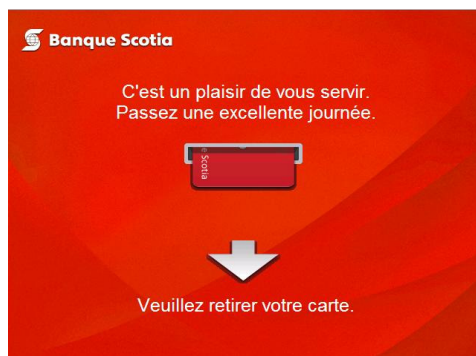 Banque Scotia
C'est un plaisir de vous servir.
Passez une excellente journée.
e Scotia
Veuillez retirer votre carte.